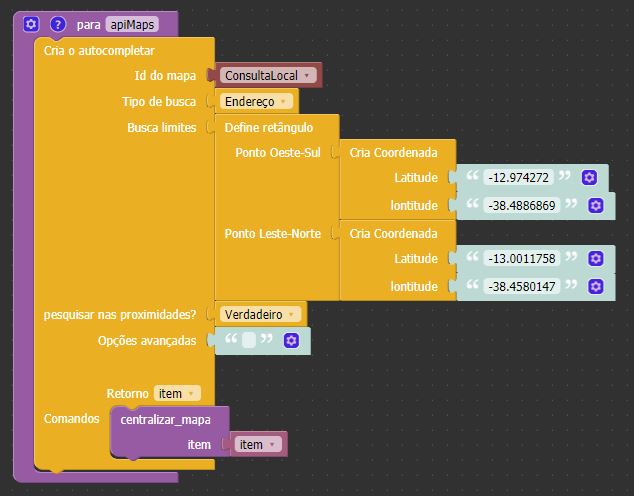 ? para apiMaps
Cria o autocompletar
Id do mapa ConsultaLocal
Tipo de busca Endereço
Busca limites Define retângulo
Ponto Oeste-Sul Cria Coordenada
Latitude “ -12.974272 ”
lontitude “ -38.4886869 ”
Ponto Leste-Norte Cria Coordenada
Latitude “ -13.0011758 ”
lontitude “ -38.4580147 ”
pesquisar nas proximidades? Verdadeiro
Opções avançadas “ ”
Retorno item
Comandos centralizar_mapa
item item